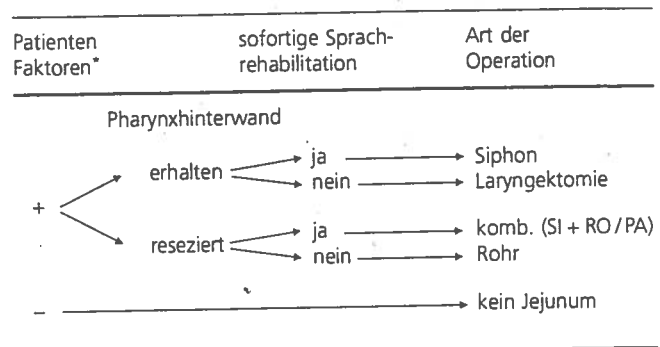 Patienten Faktoren*
sofortige Sprach-rehabilitation
Art der Operation
Pharynxhinterwand
erhalten
ja
Siphon
nein
Laryngektomie
+
reseziert
ja
komb. (SI + RO/PA)
nein
Rohr
–
kein Jejunum